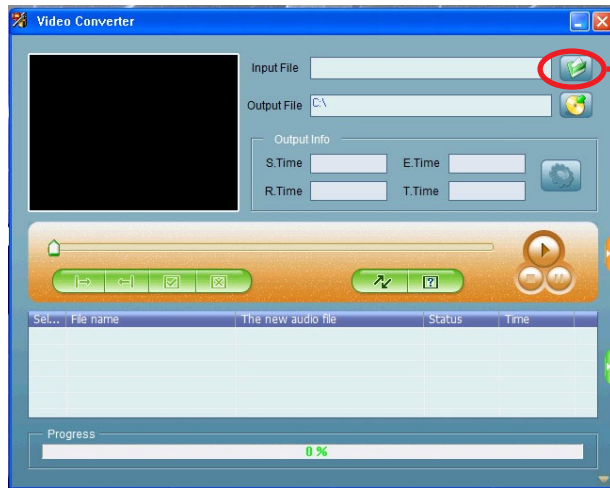 Video Converter
Input File
Output File C:\
Output Info
S.Time E.Time
R.Time T.Time
Sel... File name The new audio file Status Time
Progress
0 %